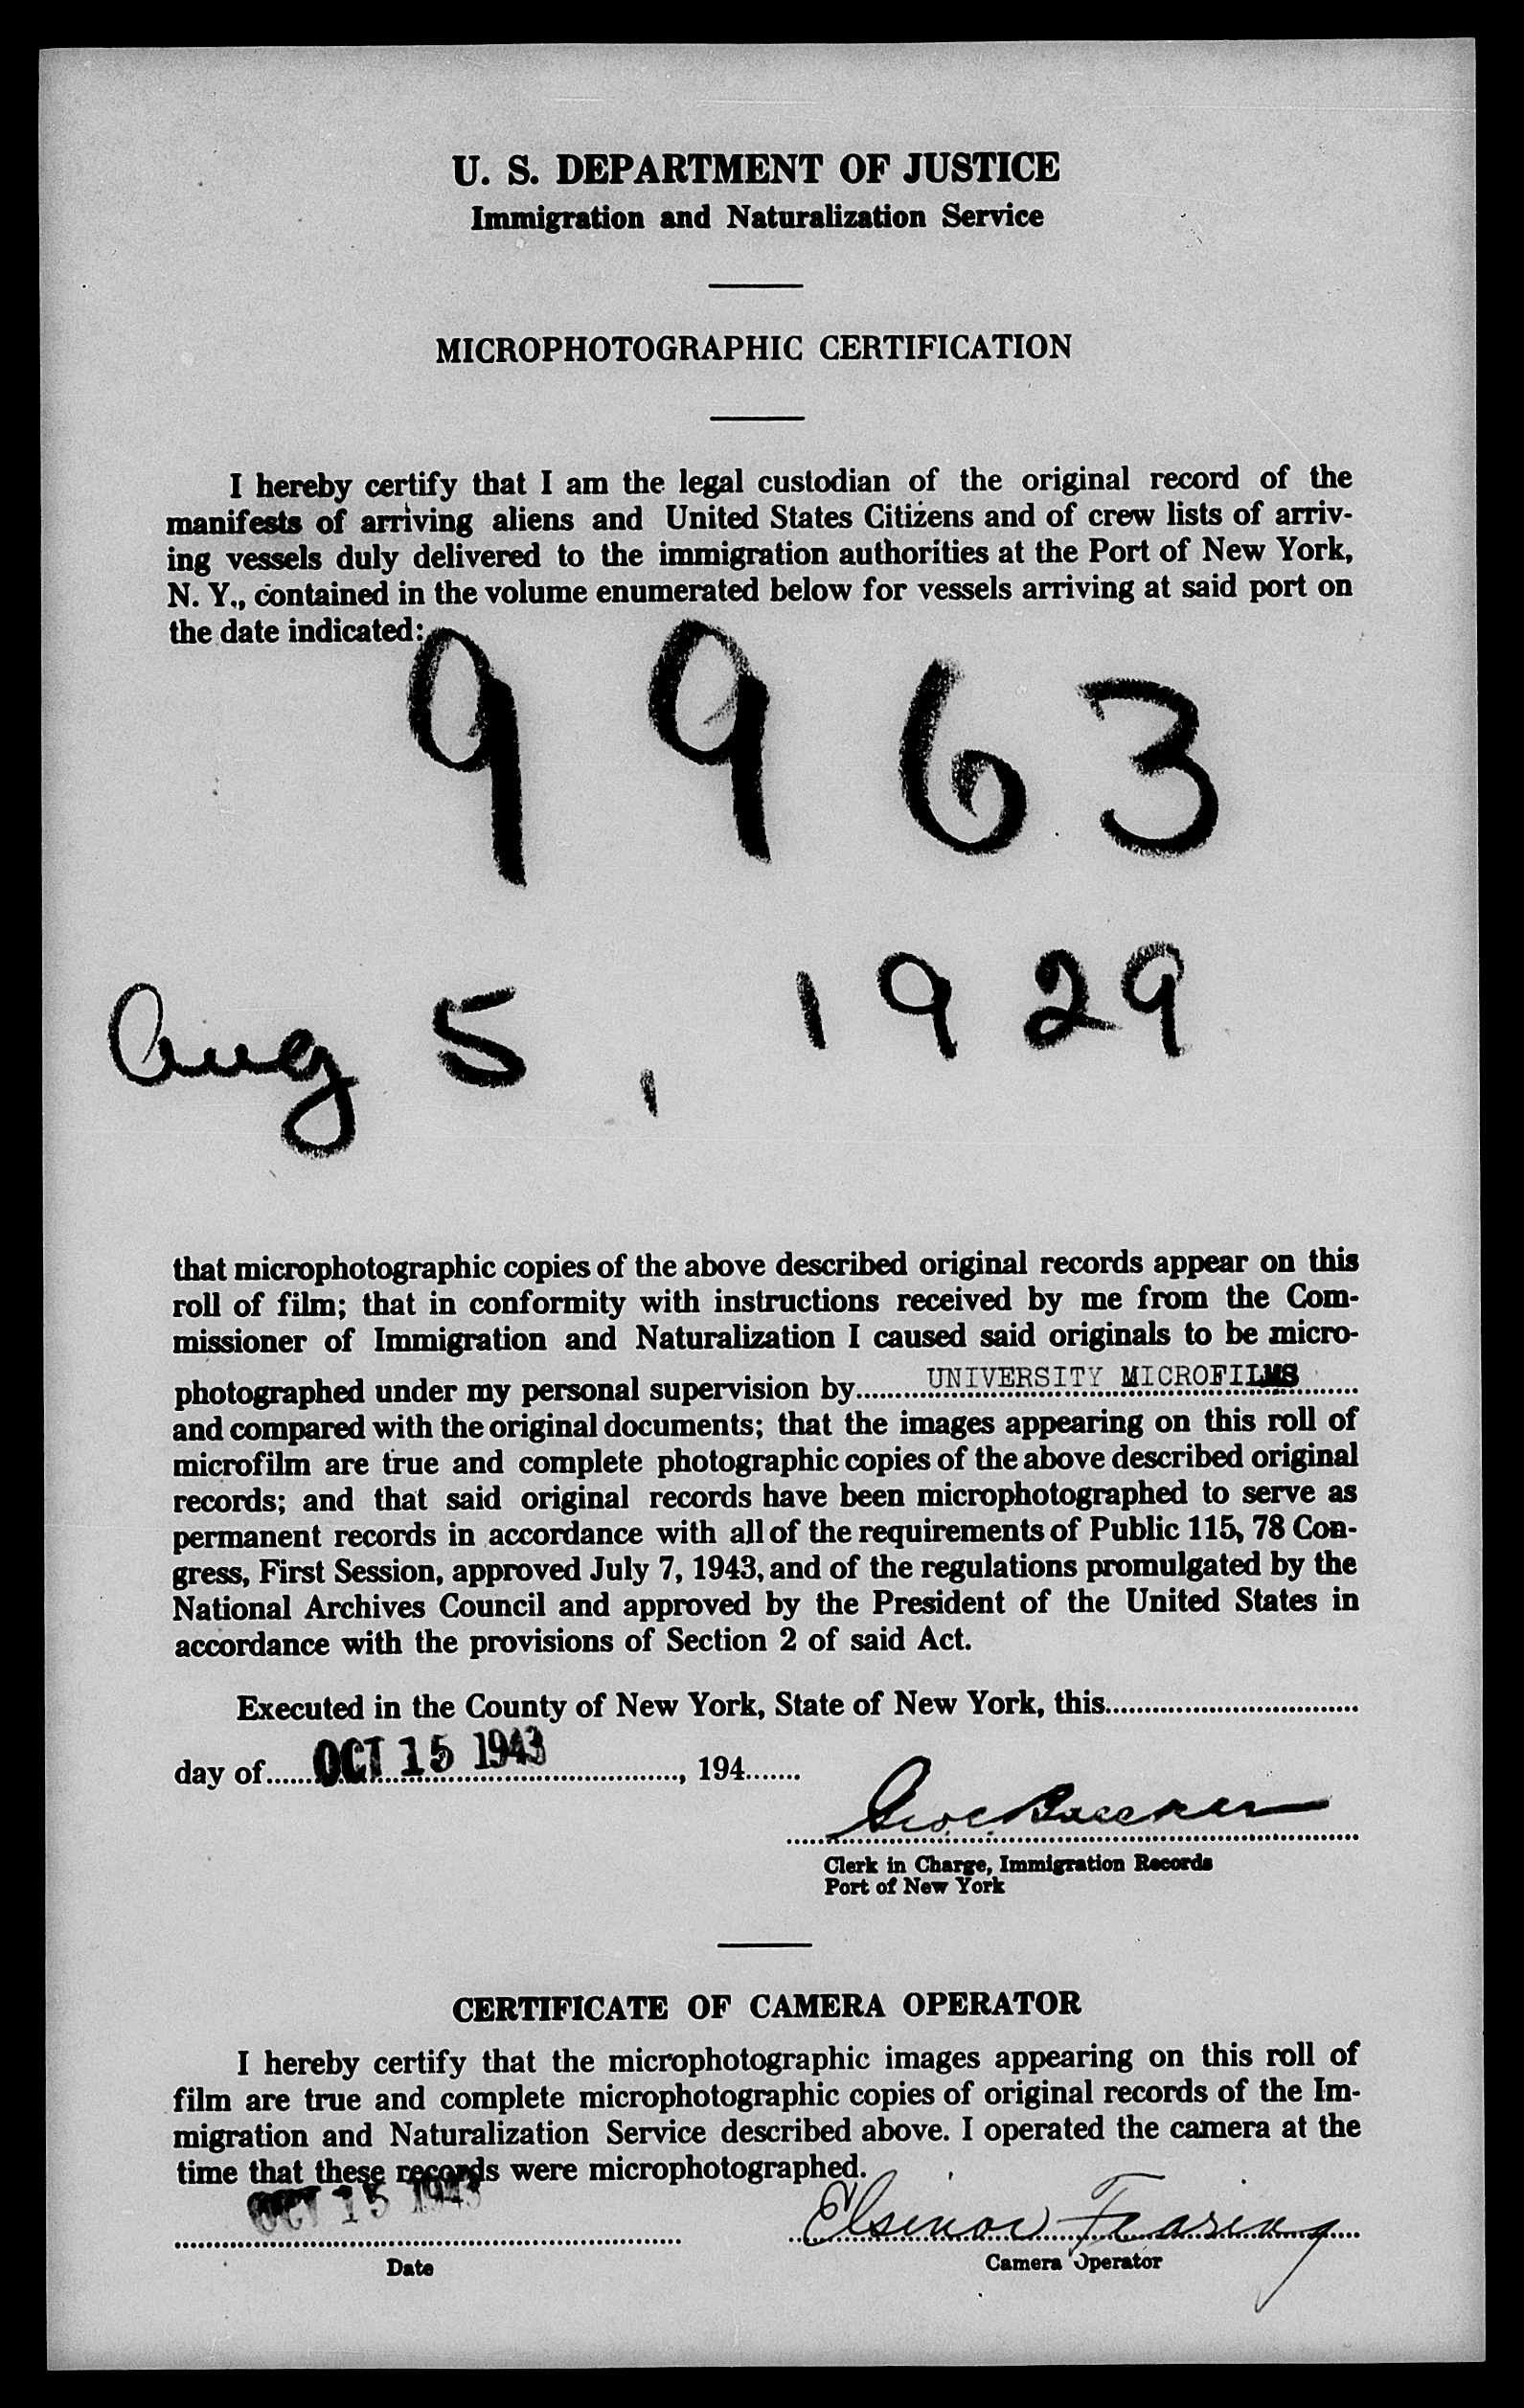 U. S. DEPARTMENT OF JUSTICE
Immigration and Naturalization Service
MICROPHOTOGRAPHIC CERTIFICATION
I hereby certify that I am the legal custodian of the original record of the
manifests of arriving aliens and United States Citizens and of crew lists of arriv-
ing vessels duly delivered to the immigration authorities at the Port of New York,
N. Y., contained in the volume enumerated below for vessels arriving at said port on
the date indicated:
9963
Aug 5, 1929
that microphotographic copies of the above described original records appear on this
roll of film; that in conformity with instructions received by me from the Com-
missioner of Immigration and Naturalization I caused said originals to be micro-
photographed under my personal supervision by UNIVERSITY MICROFILMS
and compared with the original documents; that the images appearing on this roll of
microfilm are true and complete photographic copies of the above described original
records; and that said original records have been microphotographed to serve as
permanent records in accordance with all of the requirements of Public 115, 78 Con-
gress, First Session, approved July 7, 1943, and of the regulations promulgated by the
National Archives Council and approved by the President of the United States in
accordance with the provisions of Section 2 of said Act.
Executed in the County of New York, State of New York, this
day of OCT 15 1943, 194
Clerk in Charge, Immigration Records
Port of New York
CERTIFICATE OF CAMERA OPERATOR
I hereby certify that the microphotographic images appearing on this roll of
film are true and complete microphotographic copies of original records of the Im-
migration and Naturalization Service described above. I operated the camera at the
time that these records were microphotographed.
OCT 15 1943 Elsinor Fearing
Date Camera Operator